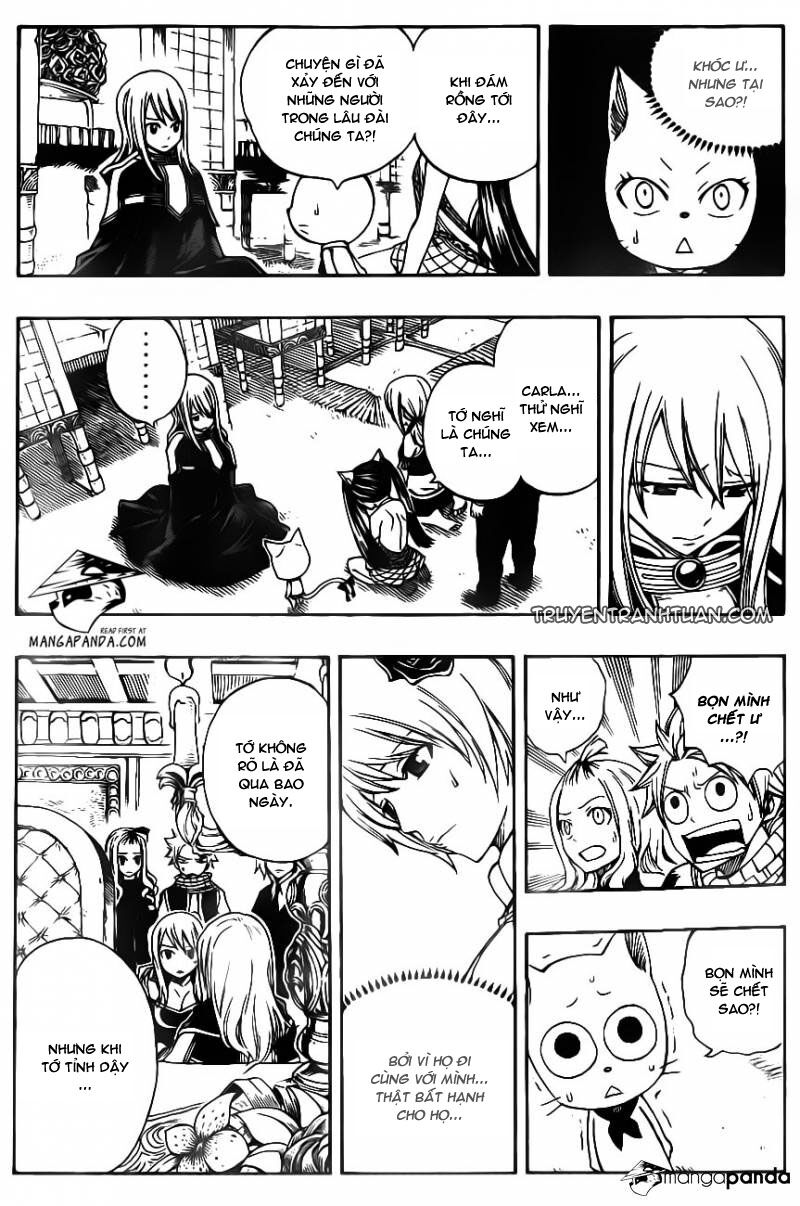 KHÓC Ư...
NHƯNG TẠI
SAO?!
KHI ĐÁM
RỒNG TỚI
ĐÂY...
CHUYỆN GÌ ĐÃ
XẢY ĐẾN VỚI
NHỮNG NGƯỜI
TRONG LÂU ĐÀI
CHÚNG TA?!
CARLA...
THỬ NGHĨ
XEM...
TỚ NGHĨ
LÀ CHÚNG
TA...
......
TRUYENTRANHTUAN.COM
READ FIRST AT
MANGAPANDA.COM
BỌN MÌNH
CHẾT Ư
...?!
NHƯ
VẬY...
BỌN MÌNH
SẼ CHẾT
SAO?!
BỞI VÌ HỌ ĐI
CÙNG VỚI MÌNH...
THẬT BẤT HẠNH
CHO HỌ...
TỚ KHÔNG
RÕ LÀ ĐÃ
QUA BAO
NGÀY.
NHƯNG KHI
TỚ TỈNH DẬY
...
mangapanda